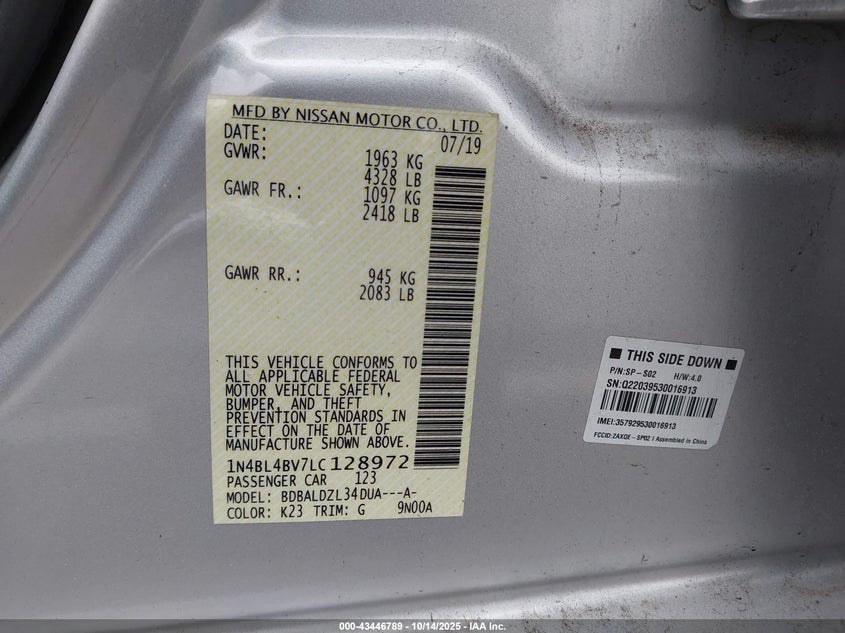 MFD BY NISSAN MOTOR CO., LTD.
DATE: 07/19
GVWR: 1963 KG
4328 LB
GAWR FR.: 1097 KG
2418 LB
GAWR RR.: 945 KG
2083 LB
THIS VEHICLE CONFORMS TO
ALL APPLICABLE FEDERAL
MOTOR VEHICLE SAFETY,
BUMPER, AND THEFT
PREVENTION STANDARDS IN
EFFECT ON THE DATE OF
MANUFACTURE SHOWN ABOVE.
1N4BL4BV7LC128972
PASSENGER CAR 123
MODEL: BDBALDZL34DUA---A-
COLOR: K23 TRIM: G 9N00A
THIS SIDE DOWN
P/N:SP-S02 H/W:4.0
SN:Q22039530016913
IMEI:357929530016913
FCCID:2AXQE-SP02 | Assembled in China
000-43446789 - 10/14/2025 - IAA Inc.